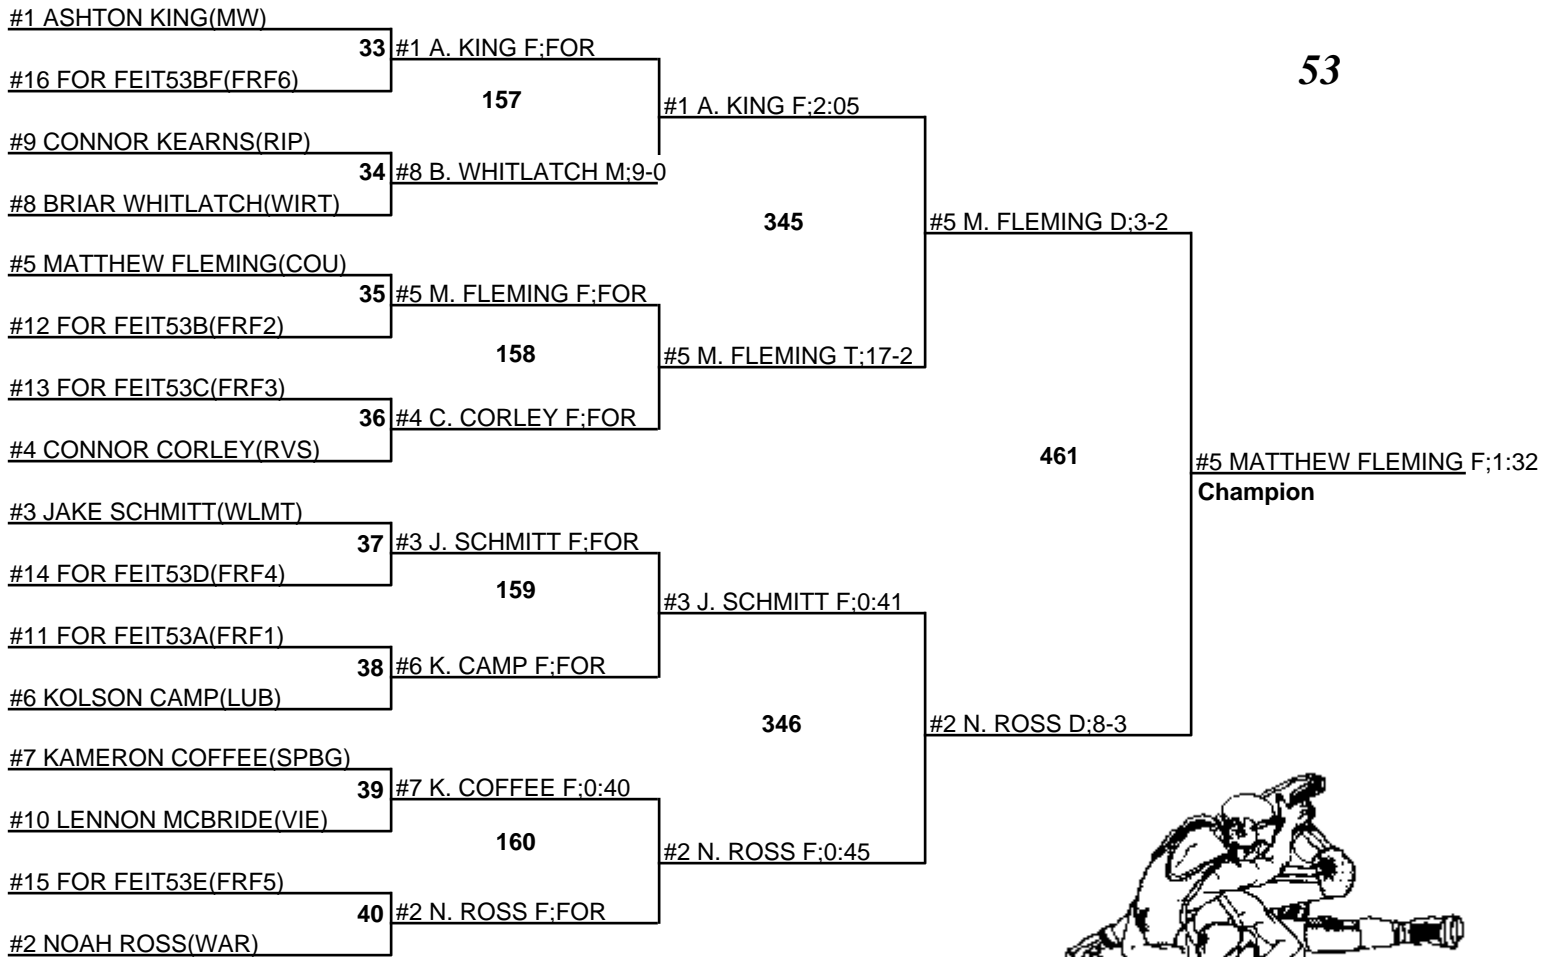 #1 ASHTON KING(MW)
33
#1 A. KING F;FOR
53
#16 FOR FEIT53BF(FRF6)
157
#1 A. KING F;2:05
#9 CONNOR KEARNS(RIP)
34
#8 B. WHITLATCH M;9-0
#8 BRIAR WHITLATCH(WIRT)
345
#5 M. FLEMING D;3-2
#5 MATTHEW FLEMING(COU)
35
#5 M. FLEMING F;FOR
#12 FOR FEIT53B(FRF2)
158
#5 M. FLEMING T;17-2
#13 FOR FEIT53C(FRF3)
36
#4 C. CORLEY F;FOR
#4 CONNOR CORLEY(RVS)
461
#5 MATTHEW FLEMING F;1:32
Champion
#3 JAKE SCHMITT(WLMT)
37
#3 J. SCHMITT F;FOR
#14 FOR FEIT53D(FRF4)
159
#3 J. SCHMITT F;0:41
#11 FOR FEIT53A(FRF1)
38
#6 K. CAMP F;FOR
#6 KOLSON CAMP(LUB)
346
#2 N. ROSS D;8-3
#7 KAMERON COFFEE(SPBG)
39
#7 K. COFFEE F;0:40
#10 LENNON MCBRIDE(VIE)
160
#2 N. ROSS F;0:45
#15 FOR FEIT53E(FRF5)
40
#2 N. ROSS F;FOR
#2 NOAH ROSS(WAR)